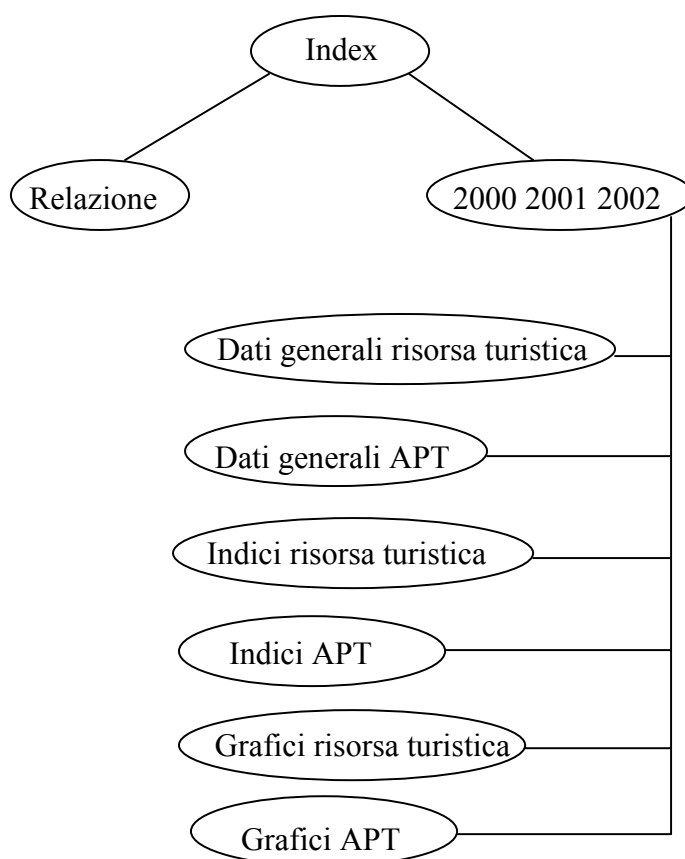 Index
Relazione
2000 2001 2002
Dati generali risorsa turistica
Dati generali APT
Indici risorsa turistica
Indici APT
Grafici risorsa turistica
Grafici APT